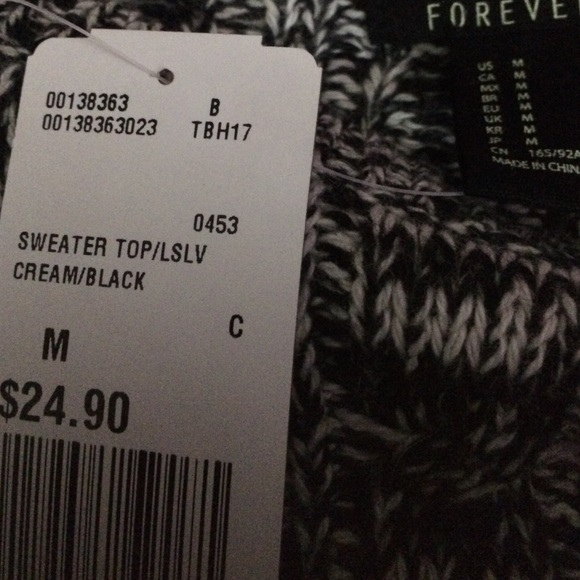 00138363 B
00138363023 TBH17
0453
SWEATER TOP/LSLV
CREAM/BLACK
C
M
$24.90
FOREVE
US M
CA M
MX M
BR M
EU M
UK M
KR M
JP M
CN 165/92A
MADE IN CHIN